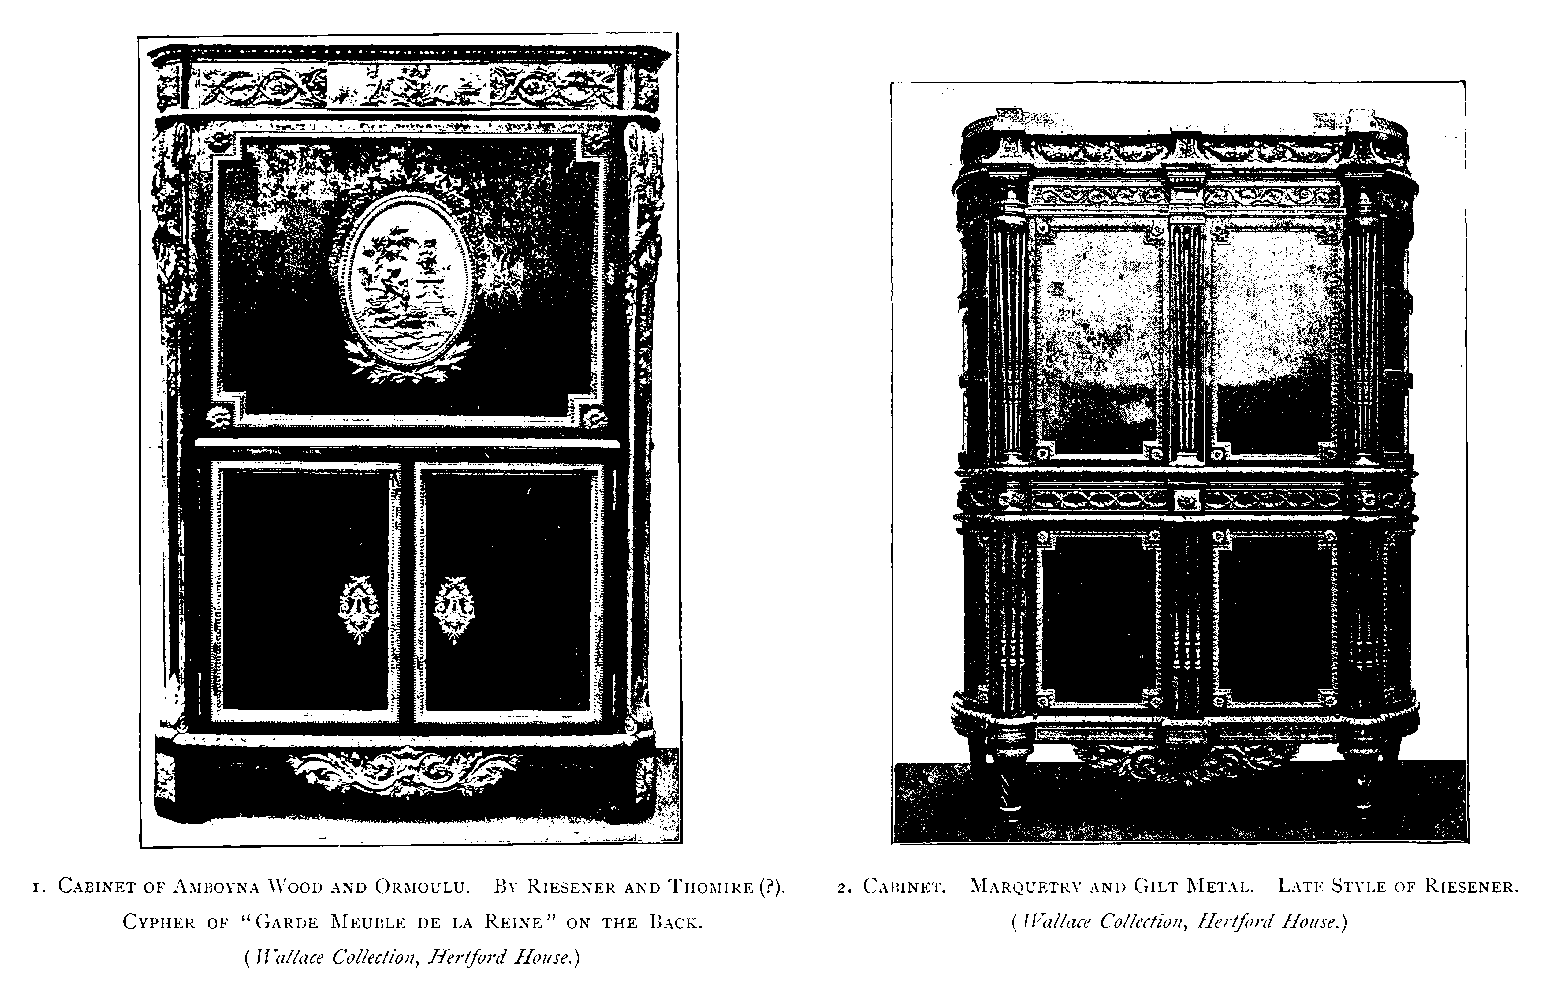 1. Cabinet of Amboyna Wood and Ormoulu. By Riesener and Thomire (?).
Cypher of "Garde Meuble de la Reine" on the Back.
(Wallace Collection, Hertford House.)
2. Cabinet. Marquetry and Gilt Metal. Late Style of Riesener.
(Wallace Collection, Hertford House.)